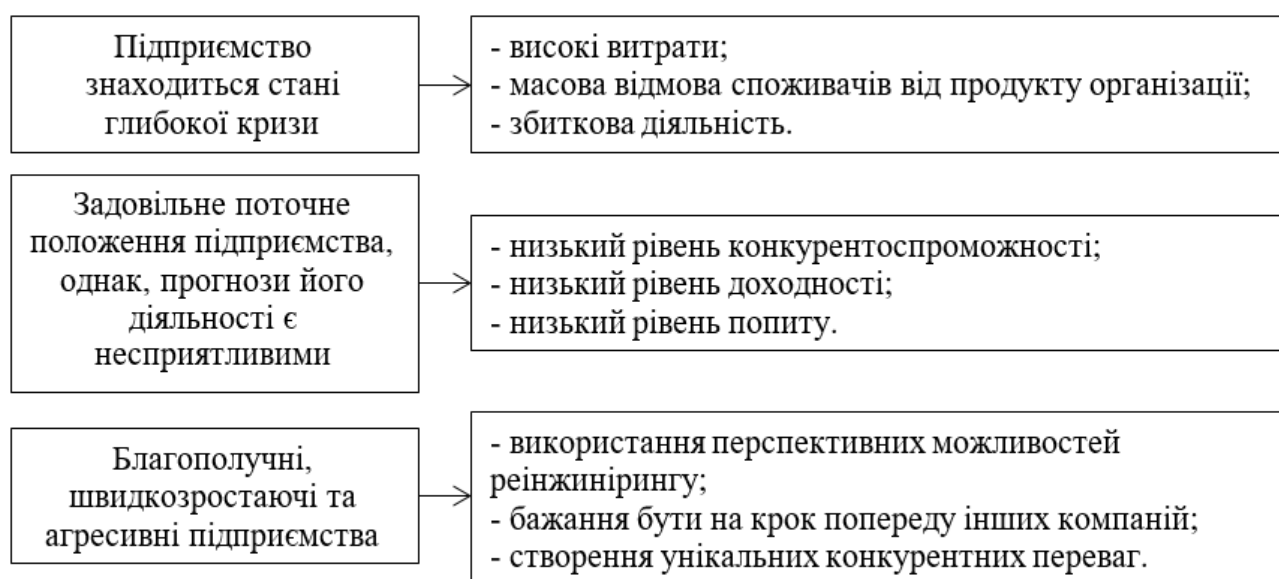 Підприємство
знаходиться стані
глибокої кризи
- високі витрати;
- масова відмова споживачів від продукту організації;
- збиткова діяльність.
Задовільне поточне
положення підприємства,
однак, прогнози його
діяльності є
несприятливими
- низький рівень конкурентоспроможності;
- низький рівень доходності;
- низький рівень попиту.
Благополучні,
швидкозростаючі та
агресивні підприємства
- використання перспективних можливостей
реінжинірингу;
- бажання бути на крок попереду інших компаній;
- створення унікальних конкурентних переваг.